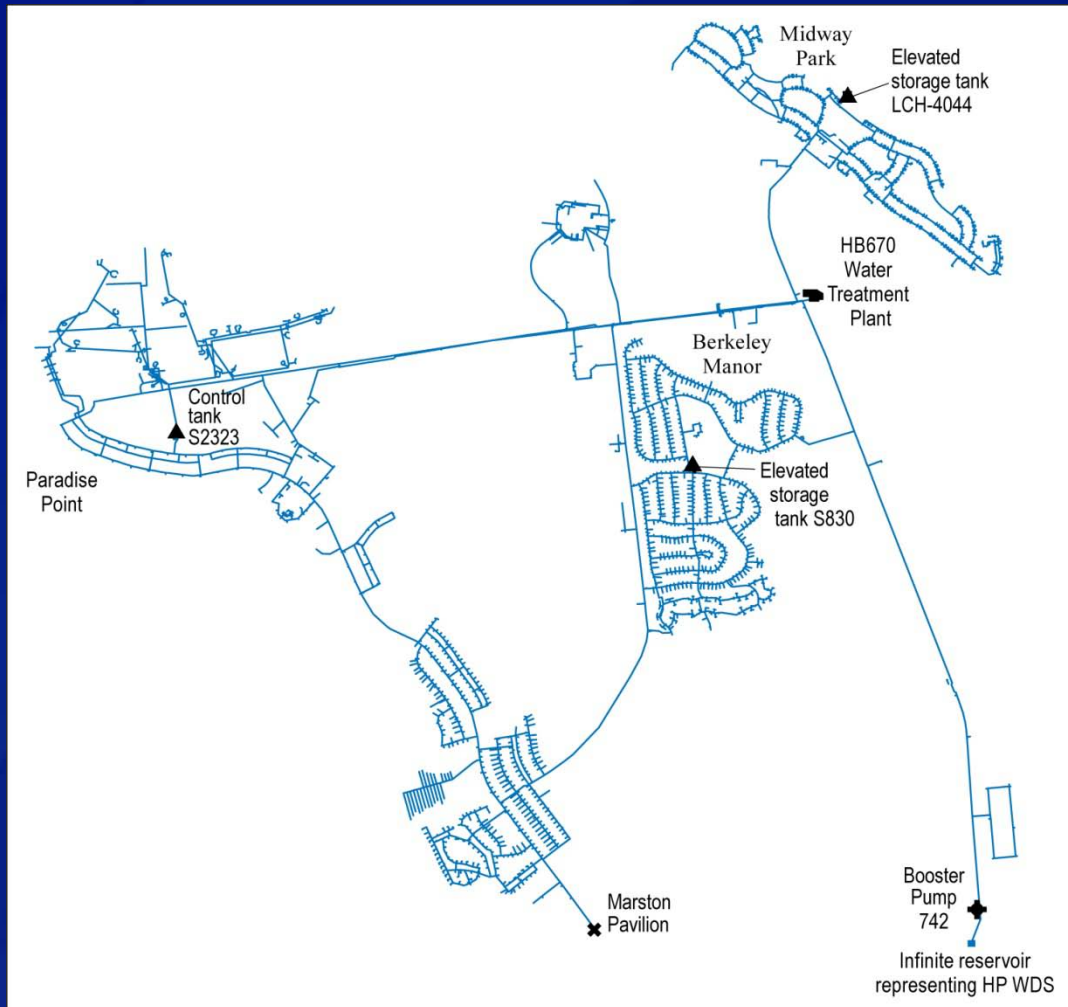 Midway
Park
Elevated
storage tank
LCH-4044
HB670
Water
Treatment
Plant
Berkeley
Manor
Control
tank
S2323
Paradise
Point
Elevated
storage
tank S830
Marston
Pavilion
Booster
Pump
742
Infinite reservoir
representing HP WDS